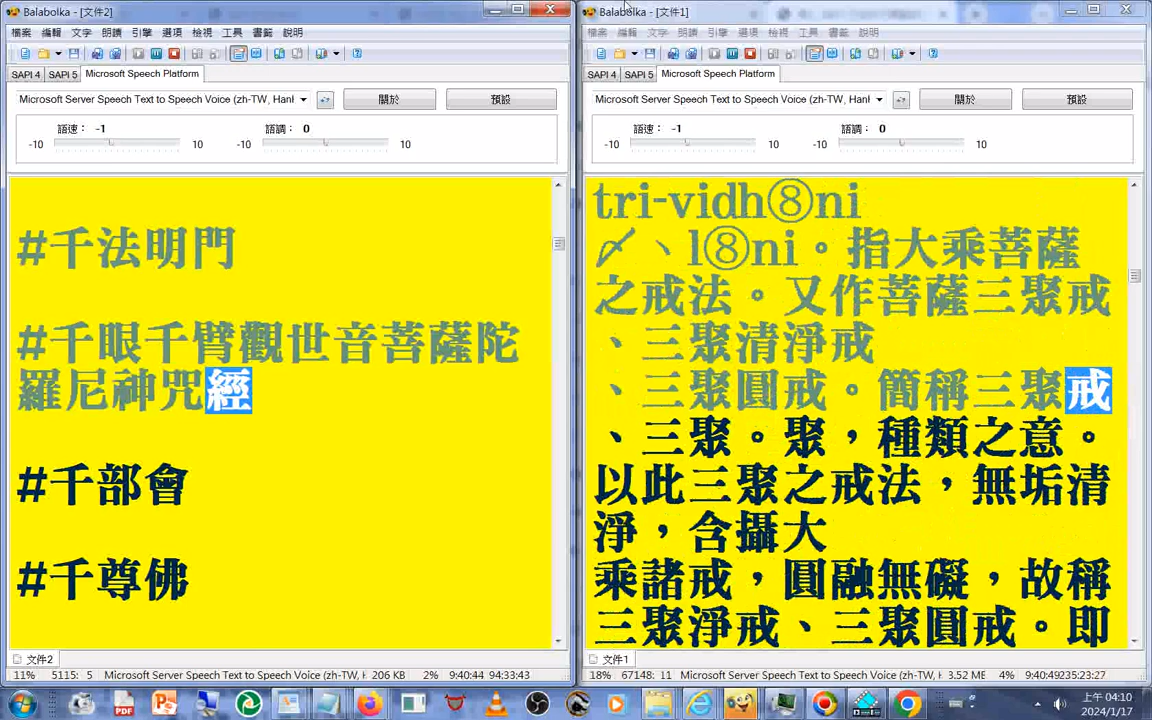 Balabolka - [文件2]
檔案 編輯 文字 朗讀 引擎 選項 檢視 工具 書籤 說明
SAPI 4 SAPI 5 Microsoft Speech Platform
Microsoft Server Speech Text to Speech Voice (zh-TW, Hanl
關於
預設
語速： -1
語調： 0
-10 10 -10 10
#千法明門
#千眼千臂觀世音菩薩陀
羅尼神咒經
#千部會
#千尊佛
文件2
11% 5115: 5 Microsoft Server Speech Text to Speech Voice (zh-TW, H 206 KB 2% 9:40:44 94:33:43
Balabolka - [文件1]
檔案 編輯 文字 朗讀 引擎 選項 檢視 工具 書籤 說明
SAPI 4 SAPI 5 Microsoft Speech Platform
Microsoft Server Speech Text to Speech Voice (zh-TW, Hanl
關於
預設
語速： -1
語調： 0
-10 10 -10 10
tri-vidh⑧ni
〆、l⑧ni。指大乘菩薩
之戒法。又作菩薩三聚戒
、三聚清淨戒
、三聚圓戒。簡稱三聚戒
、三聚。聚，種類之意。
以此三聚之戒法，無垢清
淨，含攝大
乘諸戒，圓融無礙，故稱
三聚淨戒、三聚圓戒。即
文件1
18% 67148: 11 Microsoft Server Speech Text to Speech Voice (zh-TW, Ha 3.52 MB 4% 9:40:49235:23:27
上午 04:10
2024/1/17